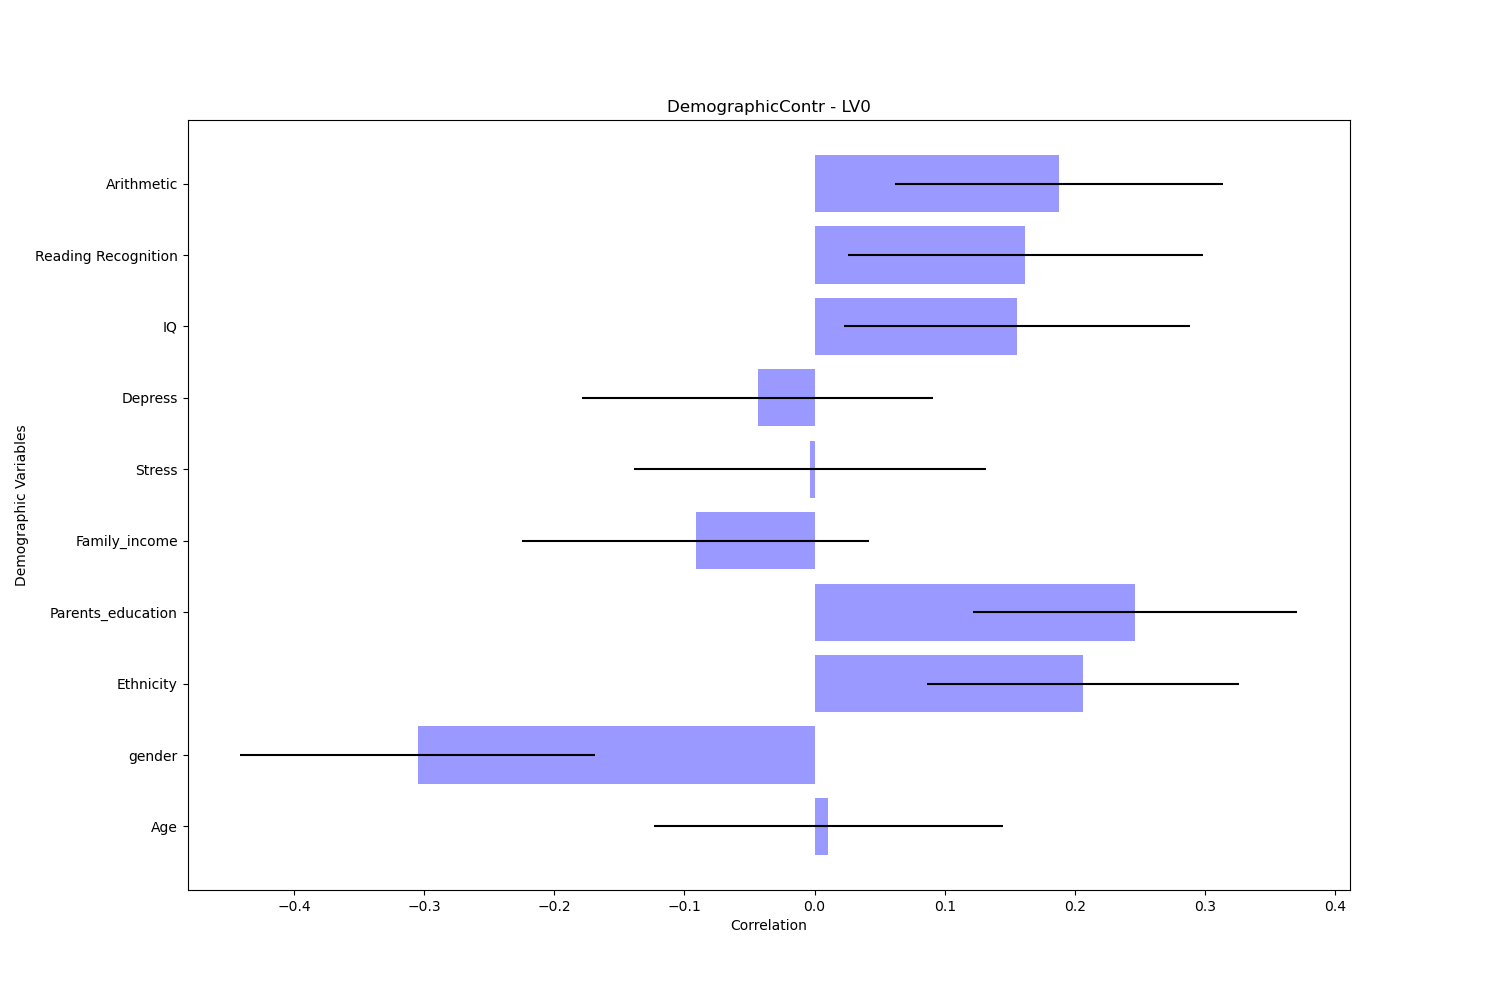 DemographicContr - LV0
Demographic Variables
Arithmetic
Reading Recognition
IQ
Depress
Stress
Family_income
Parents_education
Ethnicity
gender
Age
−0.4 −0.3 −0.2 −0.1 0.0 0.1 0.2 0.3 0.4
Correlation